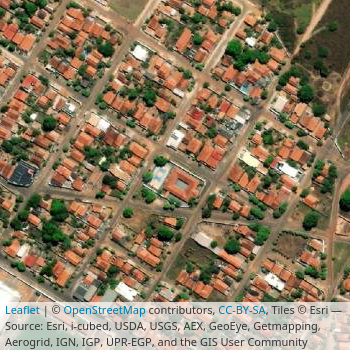 Leaflet | © OpenStreetMap contributors, CC-BY-SA, Tiles © Esri —
Source: Esri, i-cubed, USDA, USGS, AEX, GeoEye, Getmapping,
Aerogrid, IGN, IGP, UPR-EGP, and the GIS User Community